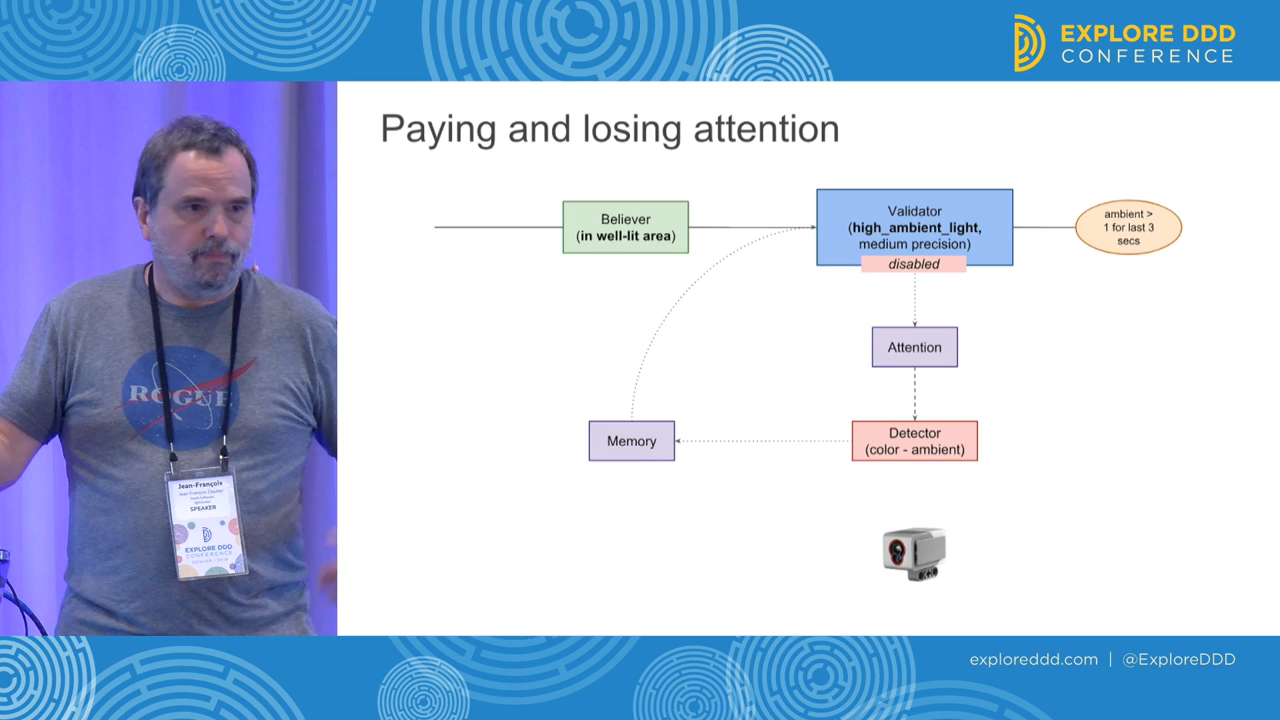 EXPLORE DDD
CONFERENCE
Paying and losing attention
Believer
(in well-lit area)
Validator
(high_ambient_light,
medium precision)
disabled
ambient >
1 for last 3
secs
Attention
Memory
Detector
(color - ambient)
ROGUE
Jean-François
SPEAKER
EXPLORE DDD
CONFERENCE
exploreddd.com | @ExploreDDD